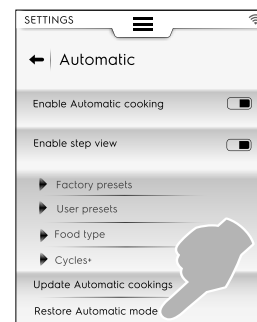 SETTINGS
Automatic
Enable Automatic cooking
Enable step view
Factory presets
User presets
Food type
Cycles+
Update Automatic cookings
Restore Automatic mode